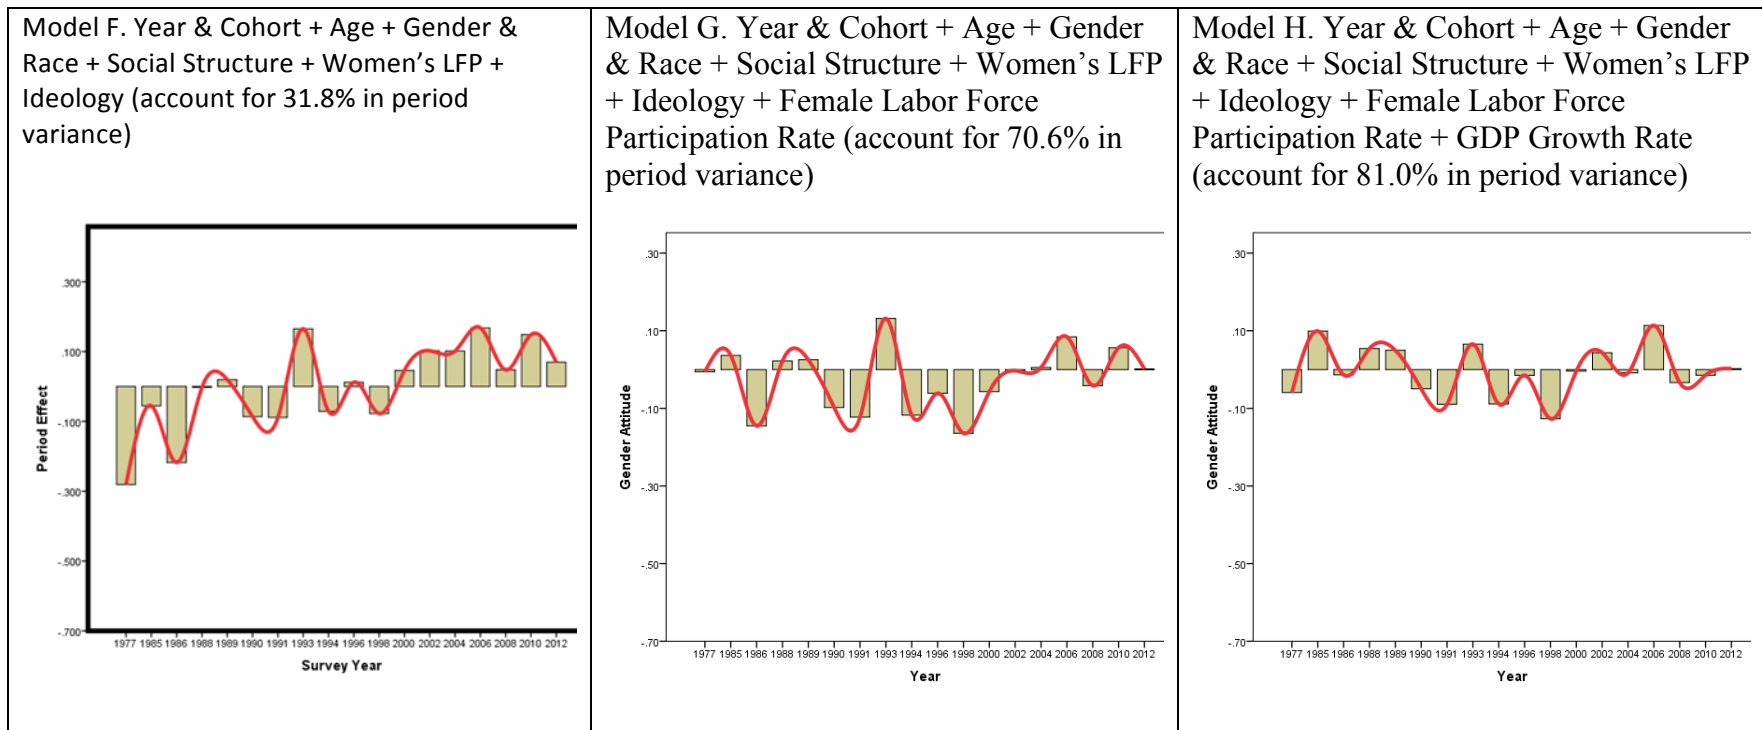 Model F. Year & Cohort + Age + Gender &
Race + Social Structure + Women’s LFP +
Ideology (account for 31.8% in period
variance)
.300
.100
-.100
-.300
-.500
-.700
Period Effect
1977 1985 1986 1988 1989 1990 1991 1993 1994 1996 1998 2000 2002 2004 2006 2008 2010 2012
Survey Year
Model G. Year & Cohort + Age + Gender
& Race + Social Structure + Women’s LFP
+ Ideology + Female Labor Force
Participation Rate (account for 70.6% in
period variance)
.30
.10
-.10
-.30
-.50
-.70
Gender Attitude
1977 1985 1986 1988 1989 1990 1991 1993 1994 1996 1998 2000 2002 2004 2006 2008 2010 2012
Year
Model H. Year & Cohort + Age + Gender
& Race + Social Structure + Women’s LFP
+ Ideology + Female Labor Force
Participation Rate + GDP Growth Rate
(account for 81.0% in period variance)
.30
.10
-.10
-.30
-.50
-.70
Gender Attitude
1977 1985 1986 1988 1989 1990 1991 1993 1994 1996 1998 2000 2002 2004 2006 2008 2010 2012
Year